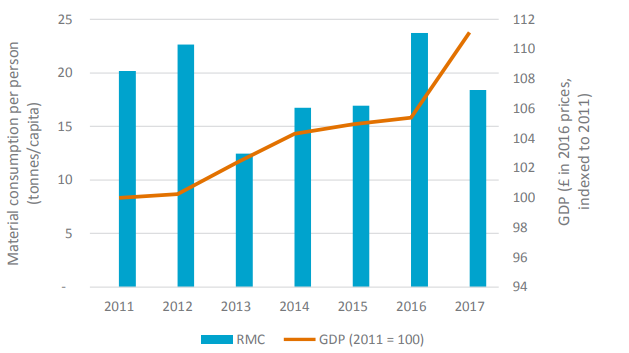 Material consumption per person
(tonnes/capita)
25
20
15
10
5
-
112
110
108
106
104
102
100
98
96
94
GDP (£ in 2016 prices,
indexed to 2011)
2011 2012 2013 2014 2015 2016 2017
RMC GDP (2011 = 100)